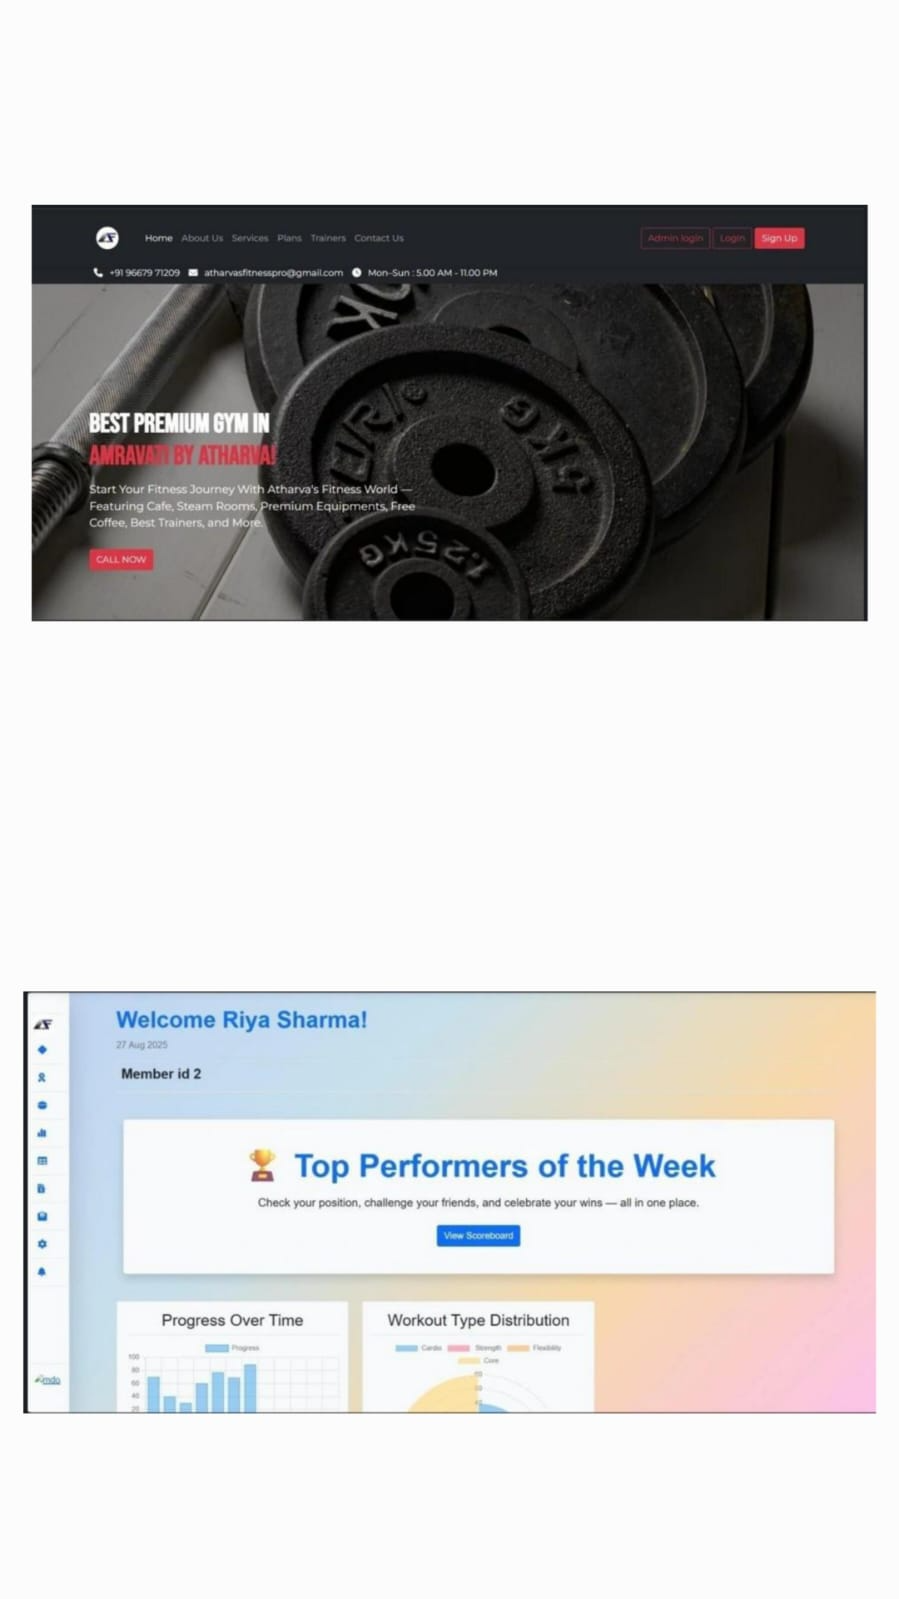 Home About Us Services Plans Trainers Contact Us Admin login Login Sign Up
+91 96679 71209 atharvasfitnesspro@gmail.com Mon-Sun : 5.00 AM - 11.00 PM
5KG
1.25KG
BEST PREMIUM GYM IN
AMRAVATI BY ATHARVA!
Start Your Fitness Journey With Atharva's Fitness World —
Featuring Cafe, Steam Rooms, Premium Equipments, Free
Coffee, Best Trainers, and More.
CALL NOW
Welcome Riya Sharma!
27 Aug 2025
Member id 2
Top Performers of the Week
Check your position, challenge your friends, and celebrate your wins — all in one place.
View Scoreboard
Progress Over Time
Progress
100
80
60
40
20
Workout Type Distribution
Cardio Strength Flexibility
Core
mdo